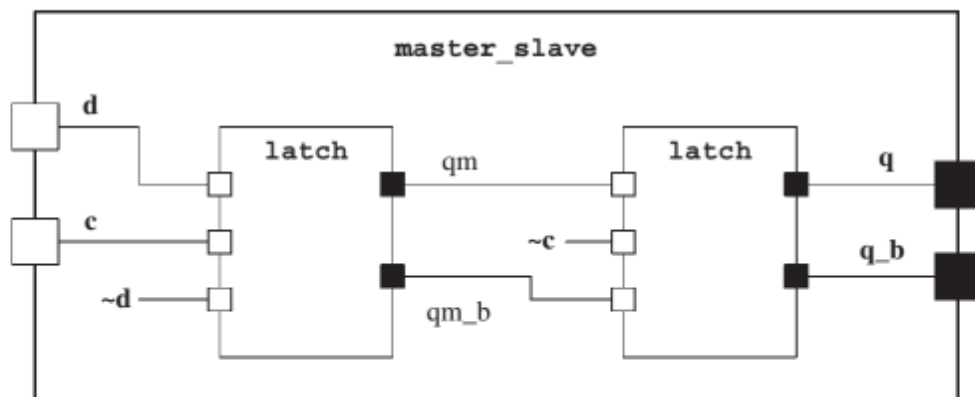 master_slave
d
latch
latch
qm
q
c
~c
q_b
~d
qm_b